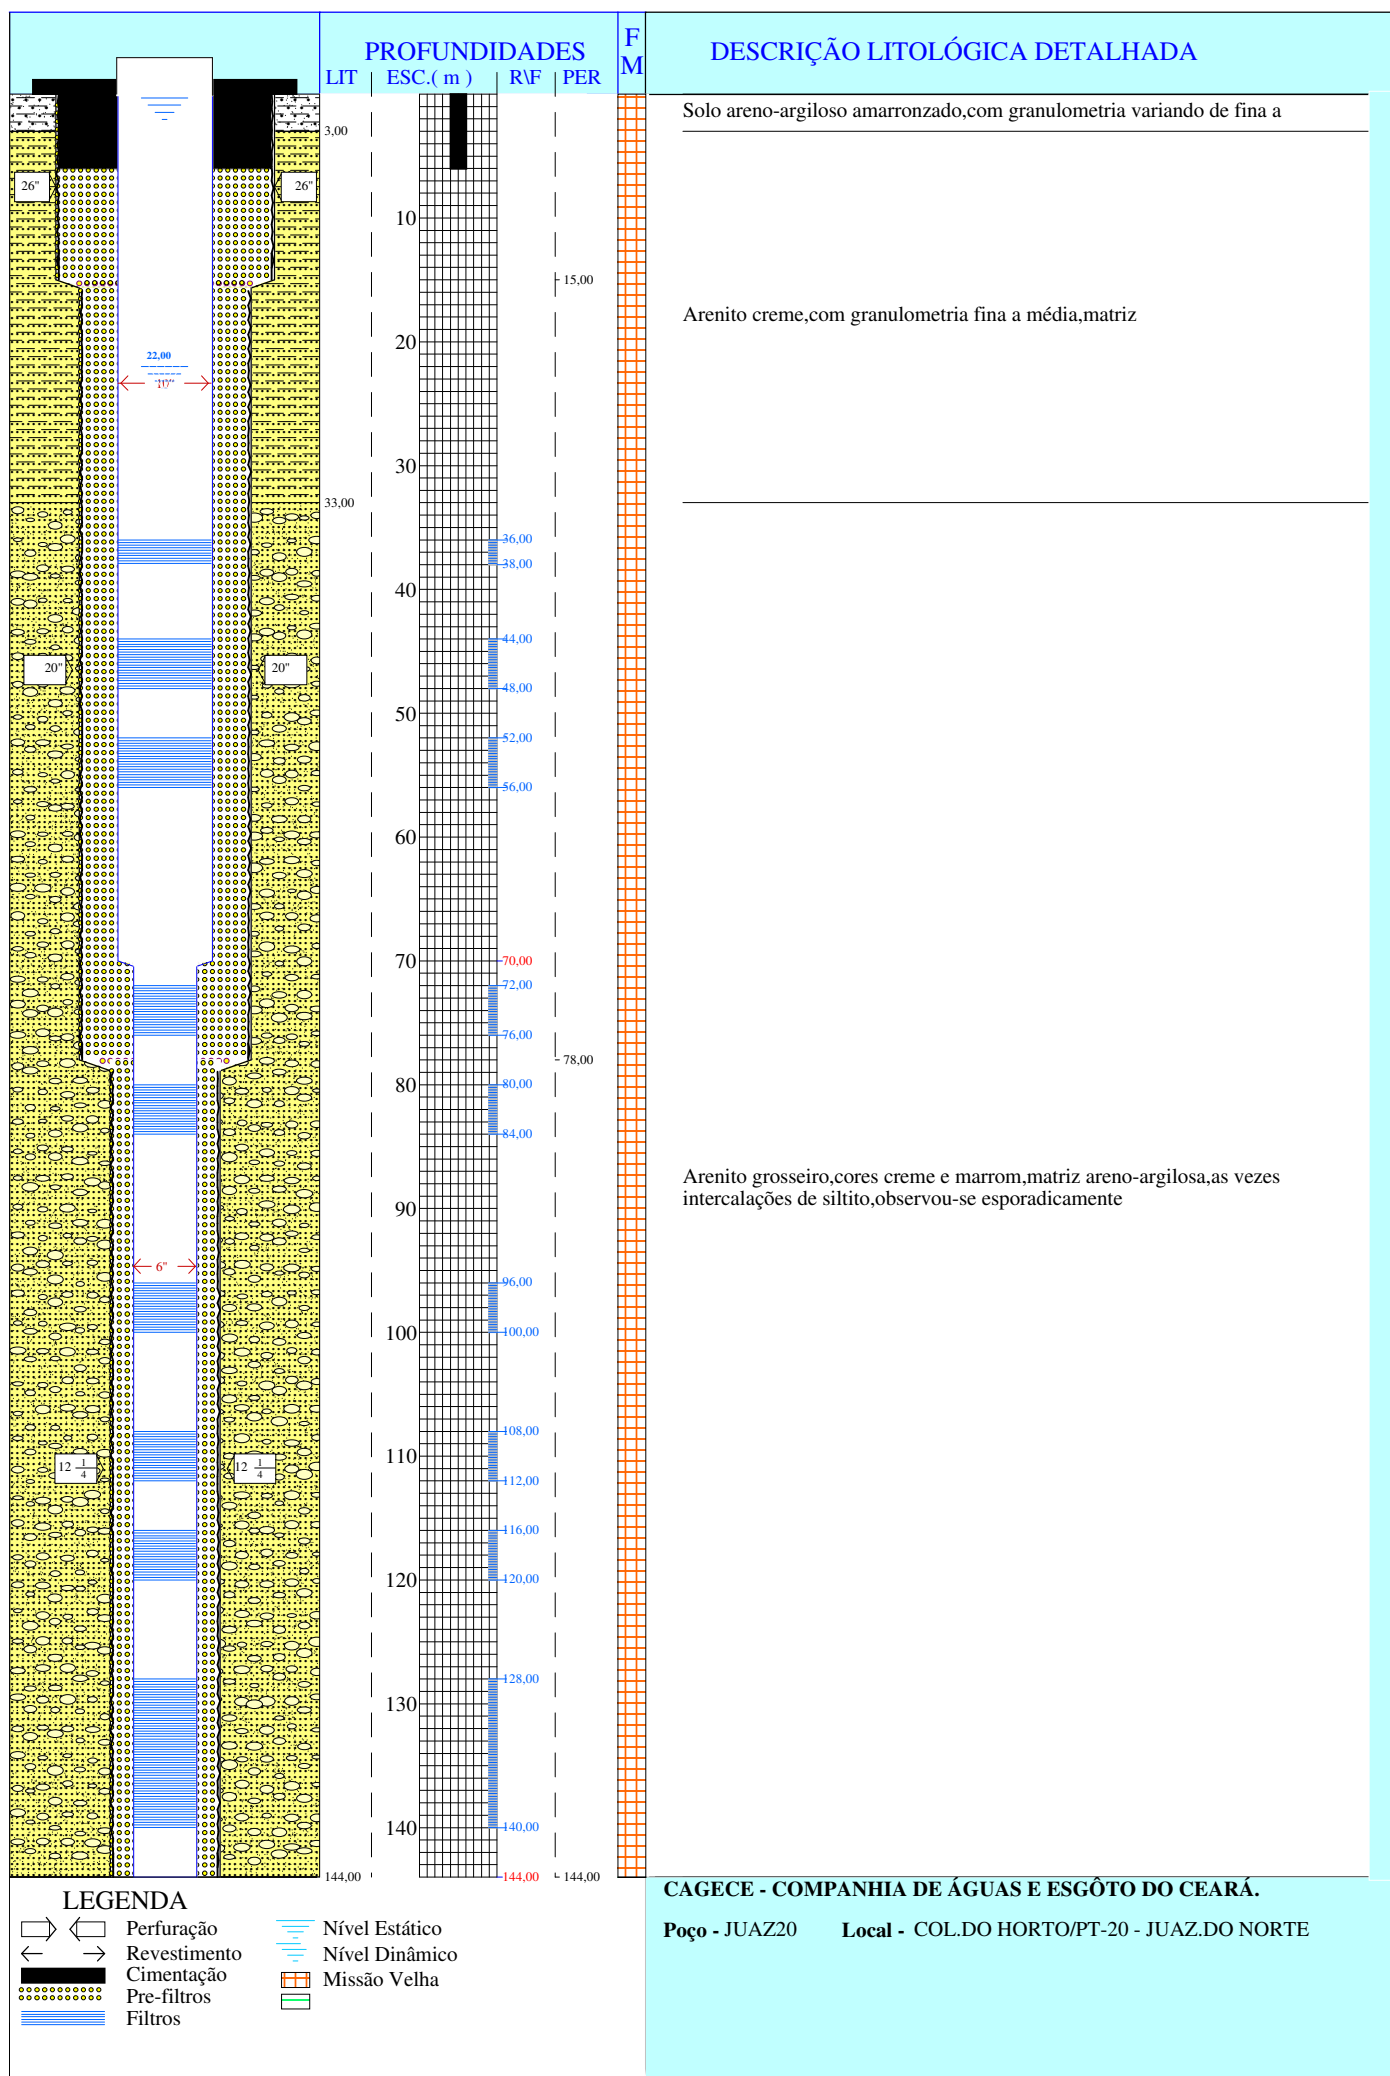 PROFUNDIDADES
F
M
DESCRIÇÃO LITOLÓGICA DETALHADA
LIT ESC.( m ) R\F PER
Solo areno-argiloso amarronzado,com granulometria variando de fina a
3,00
26" 26"
10
15,00
Arenito creme,com granulometria fina a média,matriz
20
22,00
10"
30
33,00
36,00
38,00
40
44,00
20" 20"
48,00
50
52,00
56,00
60
70
70,00
72,00
76,00
78,00
80
80,00
84,00
Arenito grosseiro,cores creme e marrom,matriz areno-argilosa,as vezes
intercalações de siltito,observou-se esporadicamente
90
6"
96,00
100
100,00
108,00
110
12 1/4 12 1/4
112,00
116,00
120
120,00
128,00
130
140
140,00
144,00 144,00 144,00
CAGECE - COMPANHIA DE ÁGUAS E ESGÔTO DO CEARÁ.
Poço - JUAZ20 Local - COL.DO HORTO/PT-20 - JUAZ.DO NORTE
LEGENDA
Perfuração
Revestimento
Cimentação
Pre-filtros
Filtros
Nível Estático
Nível Dinâmico
Missão Velha